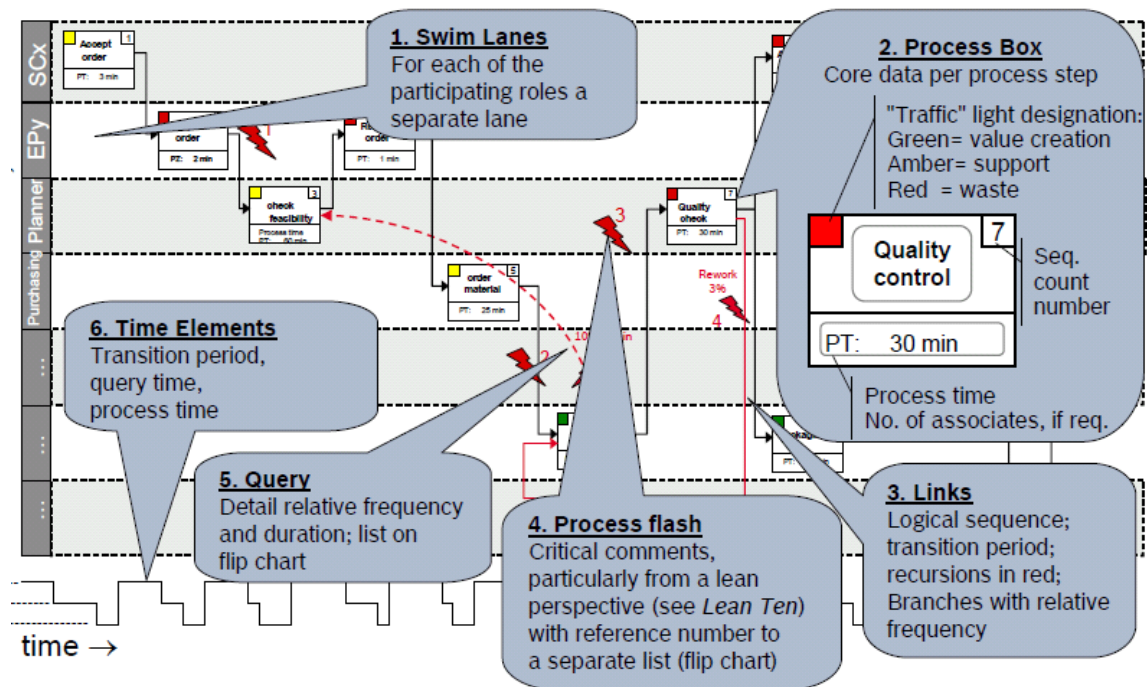 SCx
EPy
Planner
Purchasing
...
...
...
Accept
order
1
PT: 3 min
order
PZ: 2 min
1
order
1 min
check
feasibility
3
Process time
PT: 60 min
order
material
5
PT: 25 min
2
3
Quality
check
7
PT: 30 min
Rework
3%
4
PT:
1. Swim Lanes
For each of the
participating roles a
separate lane
2. Process Box
Core data per process step
"Traffic" light designation:
Green= value creation
Amber= support
Red = waste
Quality
control
7
Seq.
count
number
PT: 30 min
Process time
No. of associates, if req.
3. Links
Logical sequence;
transition period;
recursions in red;
Branches with relative
frequency
4. Process flash
Critical comments,
particularly from a lean
perspective (see Lean Ten)
with reference number to
a separate list (flip chart)
5. Query
Detail relative frequency
and duration; list on
flip chart
6. Time Elements
Transition period,
query time,
process time
time →